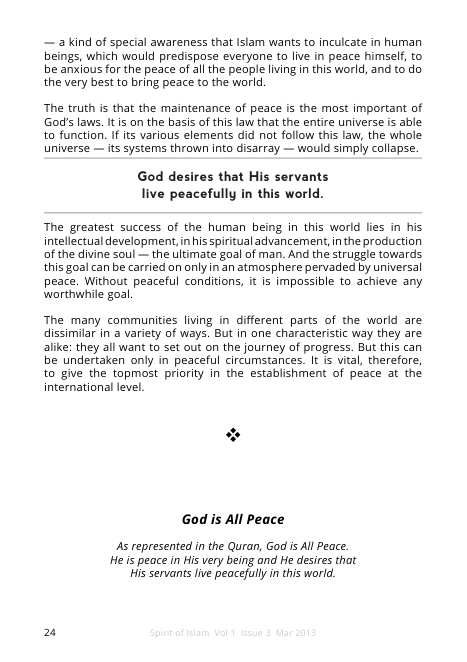 — a kind of special awareness that Islam wants to inculcate in human
beings, which would predispose everyone to live in peace himself, to
be anxious for the peace of all the people living in this world, and to do
the very best to bring peace to the world.
The truth is that the maintenance of peace is the most important of
God’s laws. It is on the basis of this law that the entire universe is able
to function. If its various elements did not follow this law, the whole
universe — its systems thrown into disarray — would simply collapse.
God desires that His servants
live peacefully in this world.
The greatest success of the human being in this world lies in his
intellectual development, in his spiritual advancement, in the production
of the divine soul — the ultimate goal of man. And the struggle towards
this goal can be carried on only in an atmosphere pervaded by universal
peace. Without peaceful conditions, it is impossible to achieve any
worthwhile goal.
The many communities living in different parts of the world are
dissimilar in a variety of ways. But in one characteristic way they are
alike: they all want to set out on the journey of progress. But this can
be undertaken only in peaceful circumstances. It is vital, therefore,
to give the topmost priority in the establishment of peace at the
international level.
God is All Peace
As represented in the Quran, God is All Peace.
He is peace in His very being and He desires that
His servants live peacefully in this world.
24 Spirit of Islam Vol 1 Issue 3 Mar 2013